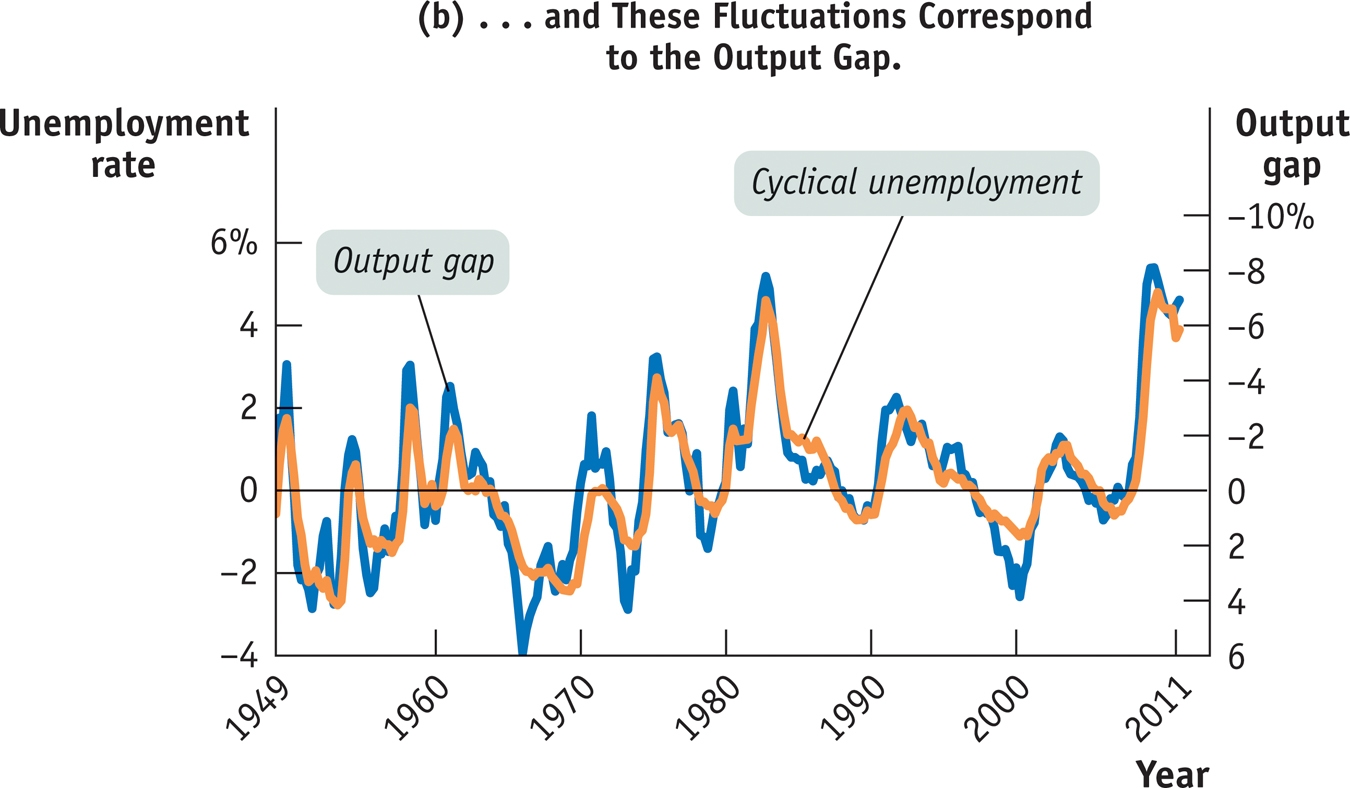 (b) . . . and These Fluctuations Correspond
to the Output Gap.
Unemployment
rate
Output
gap
Cyclical unemployment
Output gap
6%
4
2
0
–2
–4
–10%
–8
–6
–4
–2
0
2
4
6
1949
1960
1970
1980
1990
2000
2011
Year